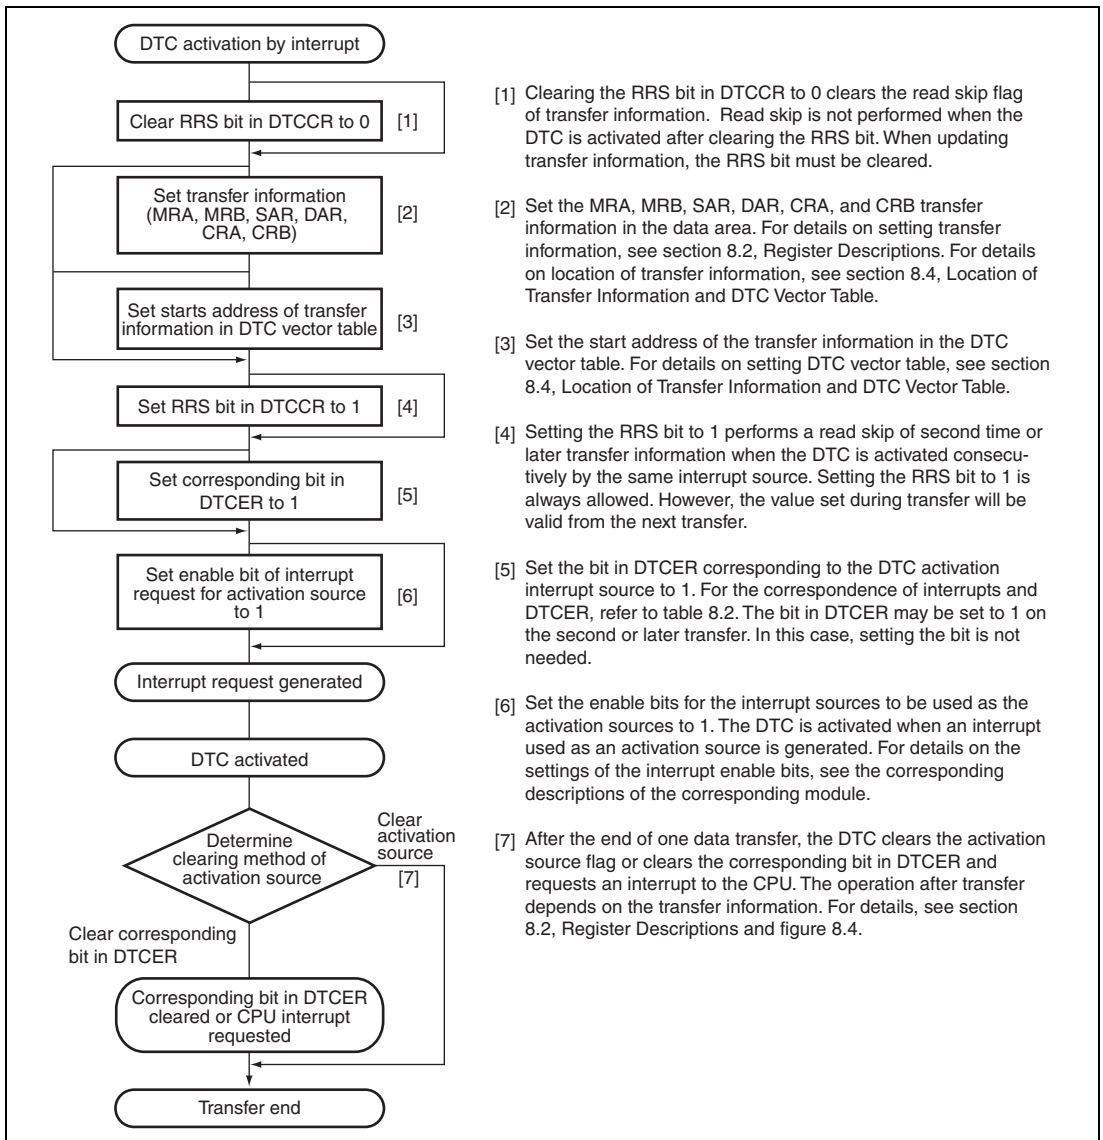 DTC activation by interrupt
Clear RRS bit in DTCCR to 0
[1]
Set transfer information
(MRA, MRB, SAR, DAR,
CRA, CRB)
[2]
Set starts address of transfer
information in DTC vector table
[3]
Set RRS bit in DTCCR to 1
[4]
Set corresponding bit in
DTCER to 1
[5]
Set enable bit of interrupt
request for activation source
to 1
[6]
Interrupt request generated
DTC activated
Determine
clearing method of
activation source
Clear
activation
source
[7]
Clear corresponding
bit in DTCER
Corresponding bit in DTCER
cleared or CPU interrupt
requested
Transfer end
[1] Clearing the RRS bit in DTCCR to 0 clears the read skip flag
of transfer information. Read skip is not performed when the
DTC is activated after clearing the RRS bit. When updating
transfer information, the RRS bit must be cleared.
[2] Set the MRA, MRB, SAR, DAR, CRA, and CRB transfer
information in the data area. For details on setting transfer
information, see section 8.2, Register Descriptions. For details
on location of transfer information, see section 8.4, Location of
Transfer Information and DTC Vector Table.
[3] Set the start address of the transfer information in the DTC
vector table. For details on setting DTC vector table, see section
8.4, Location of Transfer Information and DTC Vector Table.
[4] Setting the RRS bit to 1 performs a read skip of second time or
later transfer information when the DTC is activated consecu-
tively by the same interrupt source. Setting the RRS bit to 1 is
always allowed. However, the value set during transfer will be
valid from the next transfer.
[5] Set the bit in DTCER corresponding to the DTC activation
interrupt source to 1. For the correspondence of interrupts and
DTCER, refer to table 8.2. The bit in DTCER may be set to 1 on
the second or later transfer. In this case, setting the bit is not
needed.
[6] Set the enable bits for the interrupt sources to be used as the
activation sources to 1. The DTC is activated when an interrupt
used as an activation source is generated. For details on the
settings of the interrupt enable bits, see the corresponding
descriptions of the corresponding module.
[7] After the end of one data transfer, the DTC clears the activation
source flag or clears the corresponding bit in DTCER and
requests an interrupt to the CPU. The operation after transfer
depends on the transfer information. For details, see section
8.2, Register Descriptions and figure 8.4.